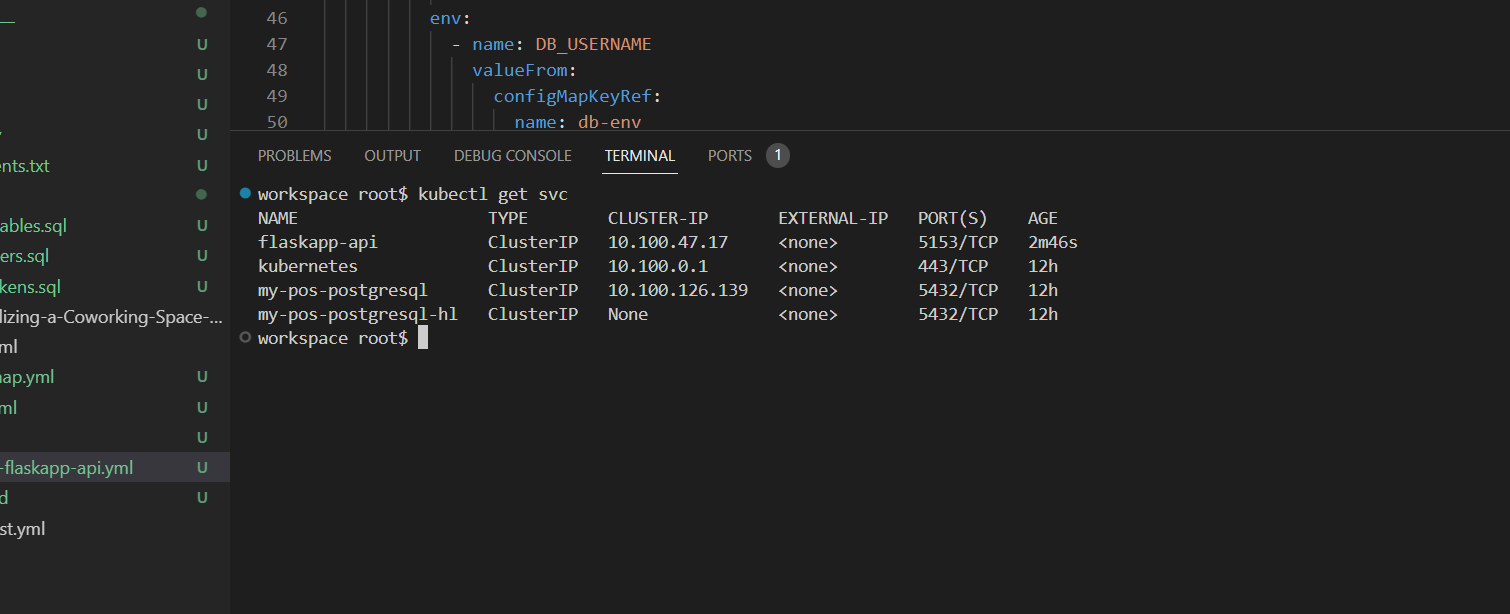 46 env:
47 - name: DB_USERNAME
48 valueFrom:
49 configMapKeyRef:
50 name: db-env
PROBLEMS OUTPUT DEBUG CONSOLE TERMINAL PORTS 1
workspace root$ kubectl get svc
NAME TYPE CLUSTER-IP EXTERNAL-IP PORT(S) AGE
flaskapp-api ClusterIP 10.100.47.17 <none> 5153/TCP 2m46s
kubernetes ClusterIP 10.100.0.1 <none> 443/TCP 12h
my-pos-postgresql ClusterIP 10.100.126.139 <none> 5432/TCP 12h
my-pos-postgresql-hl ClusterIP None <none> 5432/TCP 12h
workspace root$
U
U
U
U
ents.txt U
ables.sql U
ers.sql U
kens.sql U
lizing-a-Coworking-Space-...
ml
ap.yml U
ml U
U
-flaskapp-api.yml U
d U
st.yml